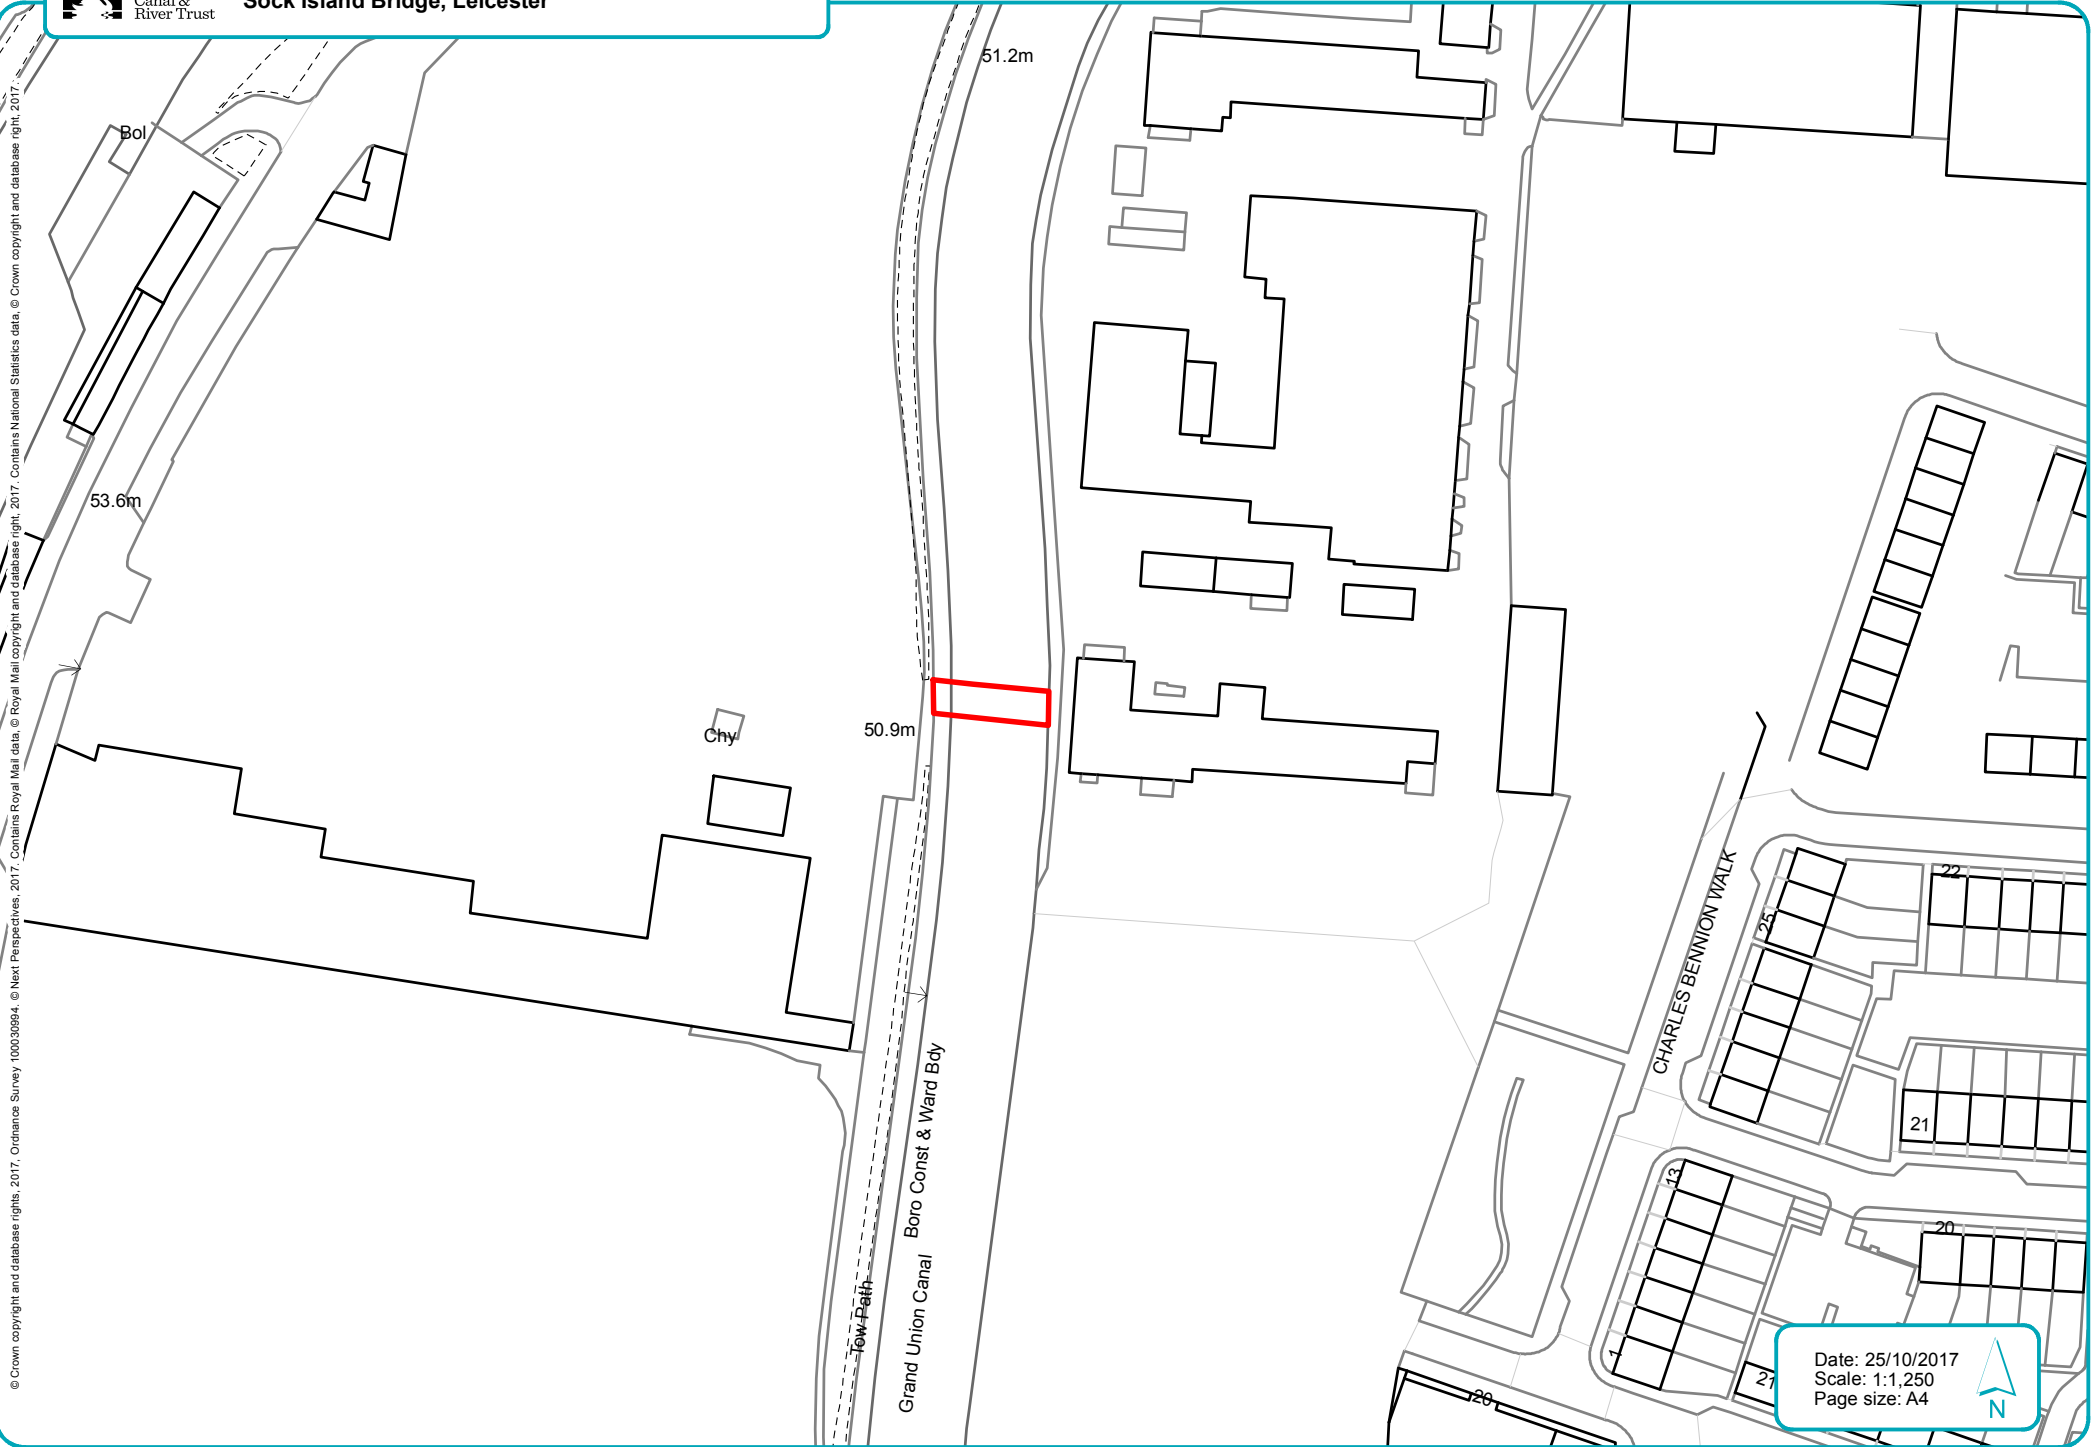 Canal &
River Trust
Sock Island Bridge, Leicester
51.2m
Bol
53.6m
50.9m
Chy
CHARLES BENNION WALK
22
25
21
13
20
1
21
20
Boro Const & Ward Bdy
Tow Path
Grand Union Canal
Date: 25/10/2017
Scale: 1:1,250
Page size: A4
N
© Crown copyright and database rights, 2017, Ordnance Survey 100030994. © Next Perspectives, 2017. Contains Royal Mail data, © Royal Mail copyright and database right, 2017. Contains National Statistics data, © Crown copyright and database right, 2017.